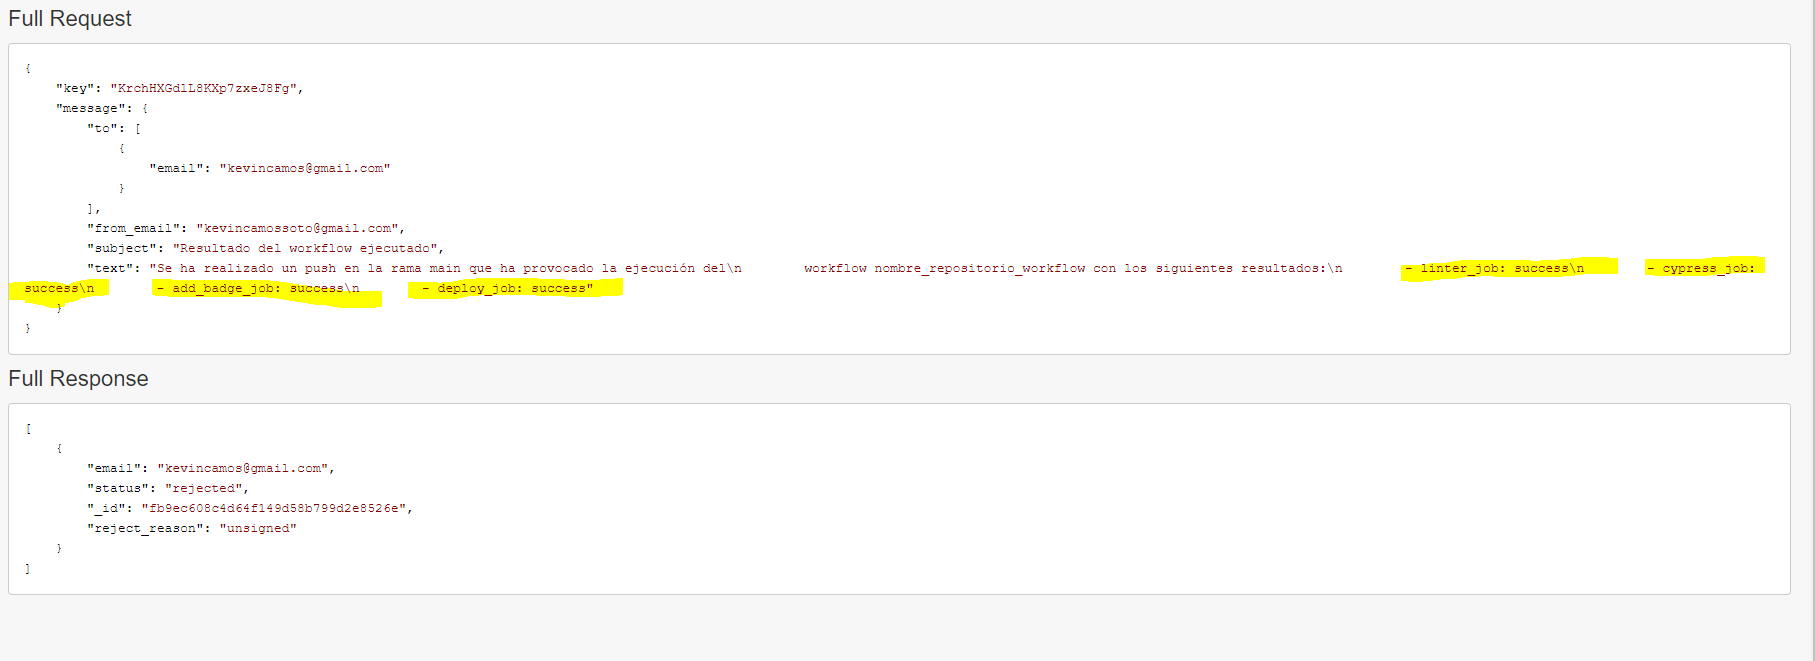 Full Request
{
"key": "KrchHXGdlL8KXp7zxeJ8Fg",
"message": {
"to": [
{
"email": "kevincamos@gmail.com"
}
],
"from_email": "kevincamossoto@gmail.com",
"subject": "Resultado del workflow ejecutado",
"text": "Se ha realizado un push en la rama main que ha provocado la ejecución del\n workflow nombre_repositorio_workflow con los siguientes resultados:\n - linter_job: success\n - cypress_job:
success\n - add_badge_job: success\n - deploy_job: success"
}
}
Full Response
[
{
"email": "kevincamos@gmail.com",
"status": "rejected",
"_id": "fb9ec608c4d64f149d58b799d2e8526e",
"reject_reason": "unsigned"
}
]